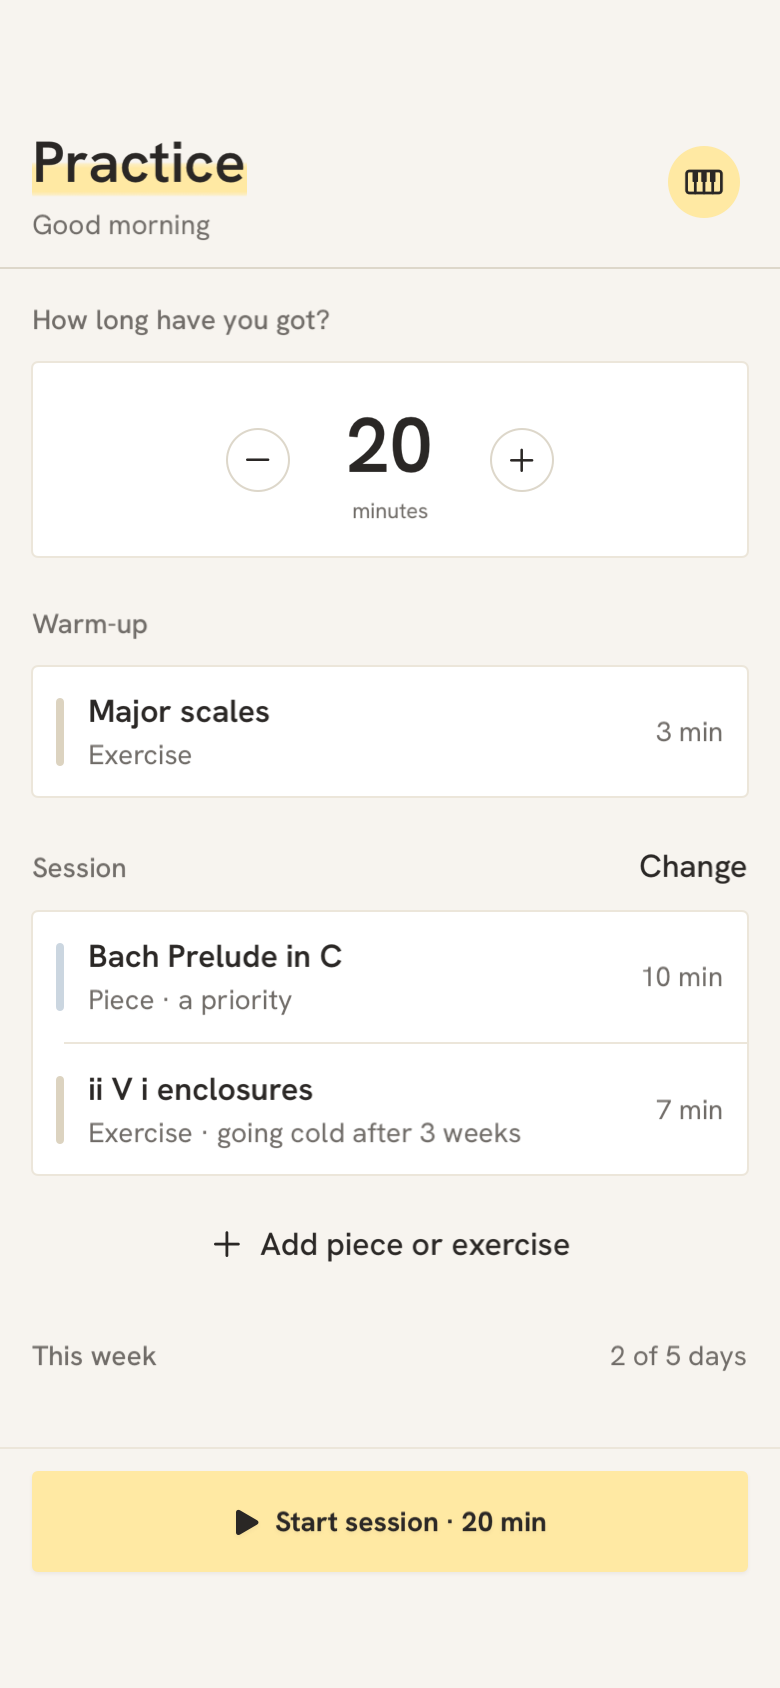 Practice
Good morning
How long have you got?
20
minutes
Warm-up
Major scales
Exercise
3 min
Session
Change
Bach Prelude in C
Piece · a priority
10 min
ii V i enclosures
Exercise · going cold after 3 weeks
7 min
Add piece or exercise
This week
2 of 5 days
Start session · 20 min